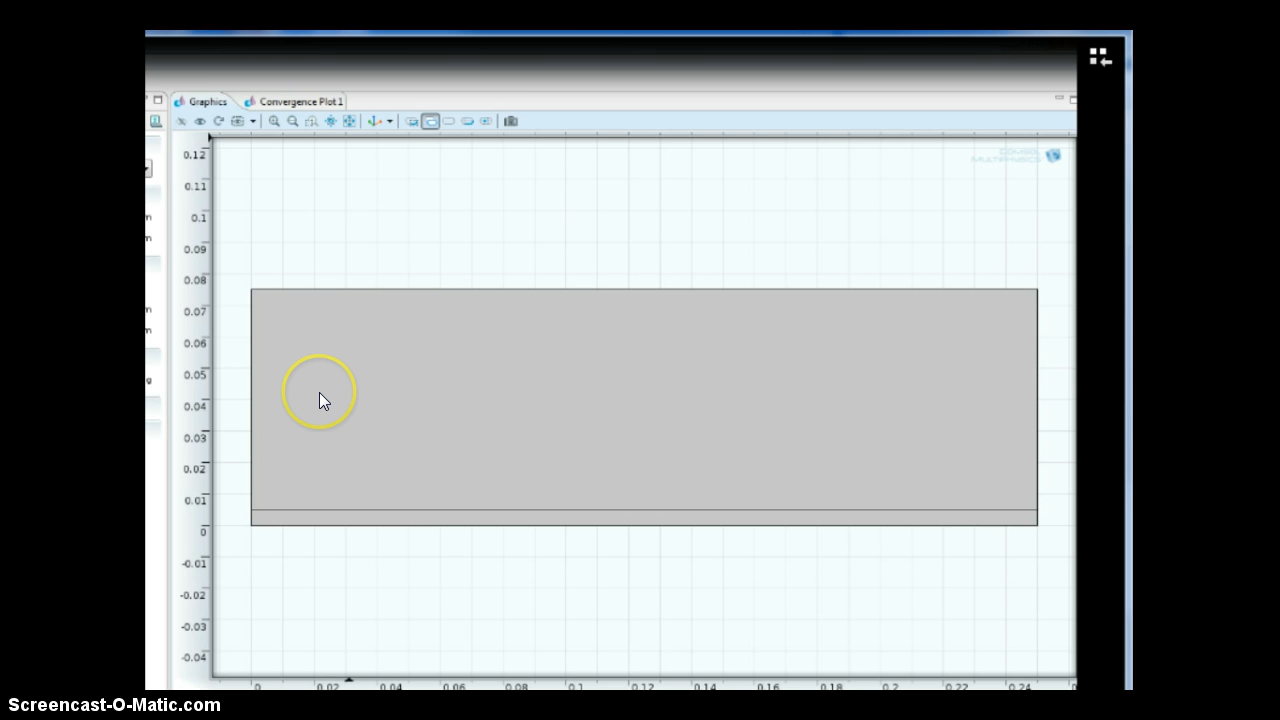 Graphics
Convergence Plot 1
COMSOL
MULTIPHYSICS
0.12
0.11
0.1
0.09
0.08
0.07
0.06
0.05
0.04
0.03
0.02
0.01
0
-0.01
-0.02
-0.03
-0.04
0 0.02 0.04 0.06 0.08 0.1 0.12 0.14 0.16 0.18 0.2 0.22 0.24
m
m
m
m
g
Screencast-O-Matic.com